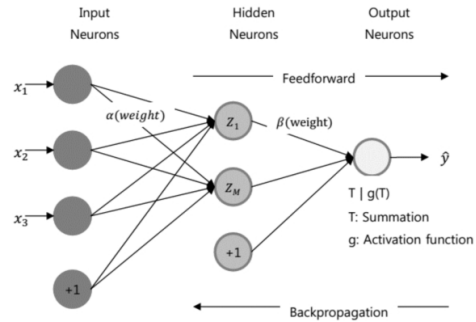 Input
Neurons
Hidden
Neurons
Output
Neurons
Feedforward
x₁
α(weight)
Z₁
β(weight)
x₂
ŷ
Z_M
T | g(T)
x₃
T: Summation
g: Activation function
+1
+1
Backpropagation